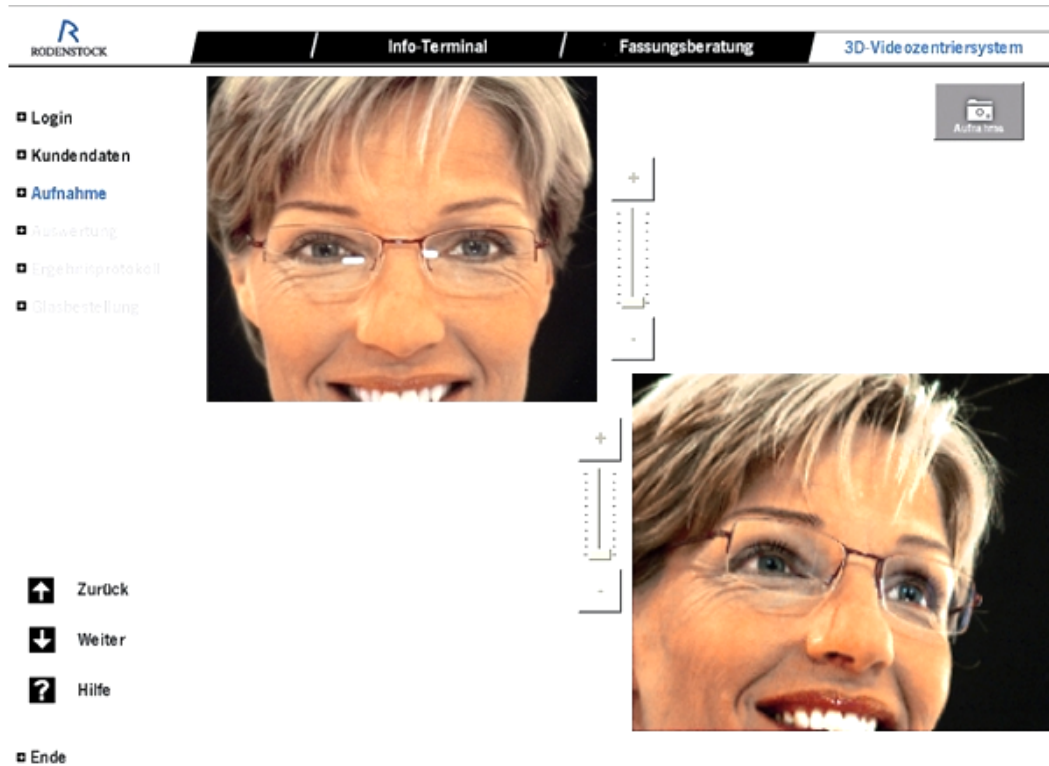 R
RODENSTOCK
Info-Terminal
Fassungsberatung
3D-Videozentriersystem
Aufnahme
Login
Kundendaten
Aufnahme
Auswertung
Ergebnisprotokoll
Glasbestellung
+
-
+
-
Zurück
Weiter
? Hilfe
Ende